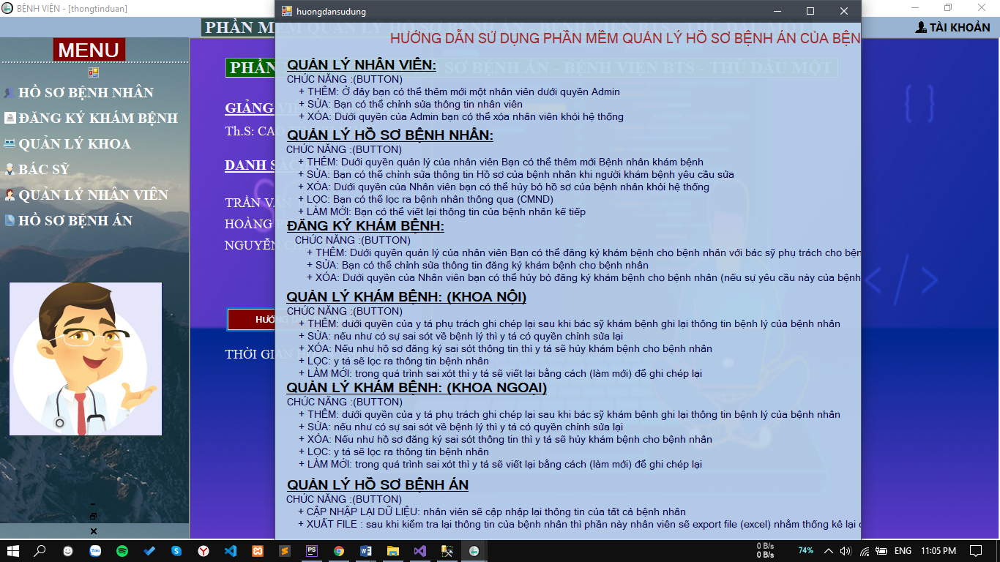 BỆNH VIỆN - [thongtinduan]
huongdansudung
PHẦN MỀM QUẢN LÝ HỒ SƠ BỆNH ÁN - BỆNH VIỆN BTS - THỦ DẦU MỘT
TÀI KHOẢN
MENU
HỒ SƠ BỆNH NHÂN
ĐĂNG KÝ KHÁM BỆNH
QUẢN LÝ KHOA
BÁC SỸ
QUẢN LÝ NHÂN VIÊN
HỒ SƠ BỆNH ÁN
PHẦN MỀM QUẢN LÝ HỒ SƠ BỆNH ÁN - BỆNH VIỆN BTS - THỦ DẦU MỘT
GIẢNG VIÊN
Th.S: CAO
DANH SÁCH
TRẦN VĂN
HOÀNG
NGUYỄN
HƯỚNG
THỜI GIAN
HƯỚNG DẪN SỬ DỤNG PHẦN MỀM QUẢN LÝ HỒ SƠ BỆNH ÁN CỦA BỆN
QUẢN LÝ NHÂN VIÊN:
CHỨC NĂNG :(BUTTON)
+ THÊM: Ở đây bạn có thể thêm mới một nhân viên dưới quyền Admin
+ SỬA: Bạn có thể chỉnh sửa thông tin nhân viên
+ XÓA: Dưới quyền của Admin bạn có thể xóa nhân viên khỏi hệ thống
QUẢN LÝ HỒ SƠ BỆNH NHÂN:
CHỨC NĂNG :(BUTTON)
+ THÊM: Dưới quyền quản lý của nhân viên Bạn có thể thêm mới Bệnh nhân khám bệnh
+ SỬA: Bạn có thể chỉnh sửa thông tin Hồ sơ của bệnh nhân khi người khám bệnh yêu cầu sửa
+ XÓA: Dưới quyền của Nhân viên bạn có thể hủy bỏ hồ sơ của bệnh nhân khỏi hệ thống
+ LỌC: Bạn có thể lọc ra bệnh nhân thông qua (CMND)
+ LÀM MỚI: Bạn có thể viết lại thông tin của bệnh nhân kế tiếp
ĐĂNG KÝ KHÁM BỆNH:
CHỨC NĂNG :(BUTTON)
+ THÊM: Dưới quyền quản lý của nhân viên Bạn có thể đăng ký khám bệnh cho bệnh nhân với bác sỹ phụ trách cho bện
+ SỬA: Bạn có thể chỉnh sửa thông tin đăng ký khám bệnh cho bệnh nhân
+ XÓA: Dưới quyền của Nhân viên bạn có thể hủy bỏ đăng ký khám bệnh cho bệnh nhân (nếu sự yêu cầu này của bệnh
QUẢN LÝ KHÁM BỆNH: (KHOA NỘI)
CHỨC NĂNG :(BUTTON)
+ THÊM: dưới quyền của y tá phụ trách ghi chép lại sau khi bác sỹ khám bệnh ghi lại thông tin bệnh lý của bệnh nhân
+ SỬA: nếu như có sự sai sót về bệnh lý thì y tá có quyền chỉnh sửa lại
+ XÓA: Nếu như hồ sơ đăng ký sai sót thông tin thì y tá sẽ hủy khám bệnh cho bệnh nhân
+ LỌC: y tá sẽ lọc ra thông tin bệnh nhân
+ LÀM MỚI: trong quá trình sai xót thì y tá sẽ viết lại bằng cách (làm mới) để ghi chép lại
QUẢN LÝ KHÁM BỆNH: (KHOA NGOẠI)
CHỨC NĂNG :(BUTTON)
+ THÊM: dưới quyền của y tá phụ trách ghi chép lại sau khi bác sỹ khám bệnh ghi lại thông tin bệnh lý của bệnh nhân
+ SỬA: nếu như có sự sai sót về bệnh lý thì y tá có quyền chỉnh sửa lại
+ XÓA: Nếu như hồ sơ đăng ký sai sót thông tin thì y tá sẽ hủy khám bệnh cho bệnh nhân
+ LỌC: y tá sẽ lọc ra thông tin bệnh nhân
+ LÀM MỚI: trong quá trình sai xót thì y tá sẽ viết lại bằng cách (làm mới) để ghi chép lại
QUẢN LÝ HỒ SƠ BỆNH ÁN
CHỨC NĂNG :(BUTTON)
+ CẬP NHẬP LẠI DỮ LIỆU: nhân viên sẽ cập nhập lại thông tin của tất cả bệnh nhân
+ XUẤT FILE : sau khi kiểm tra lại thông tin của bệnh nhân thì phần này nhân viên sẽ export file (excel) nhằm thống kê lại
0 B/s
0 B/s
74%
ENG
11:05 PM